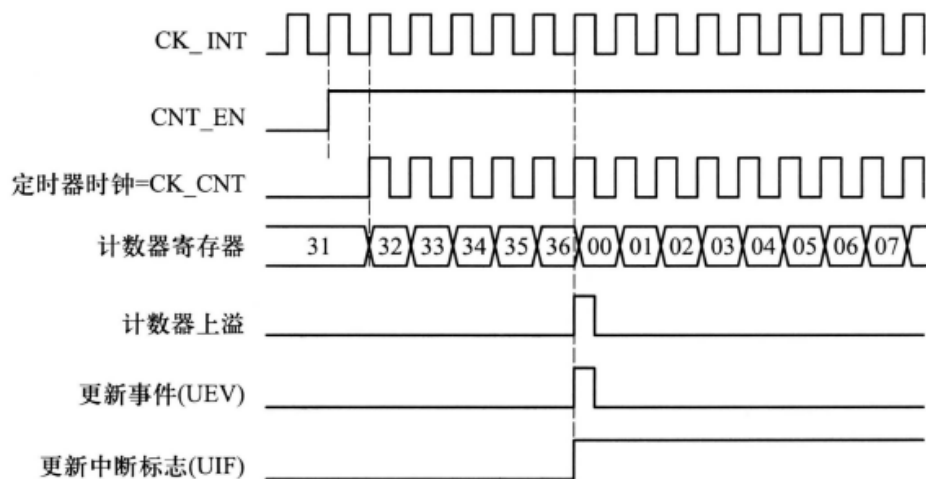 CK_INT
CNT_EN
定时器时钟=CK_CNT
计数器寄存器 31 32 33 34 35 36 00 01 02 03 04 05 06 07
计数器上溢
更新事件(UEV)
更新中断标志(UIF)